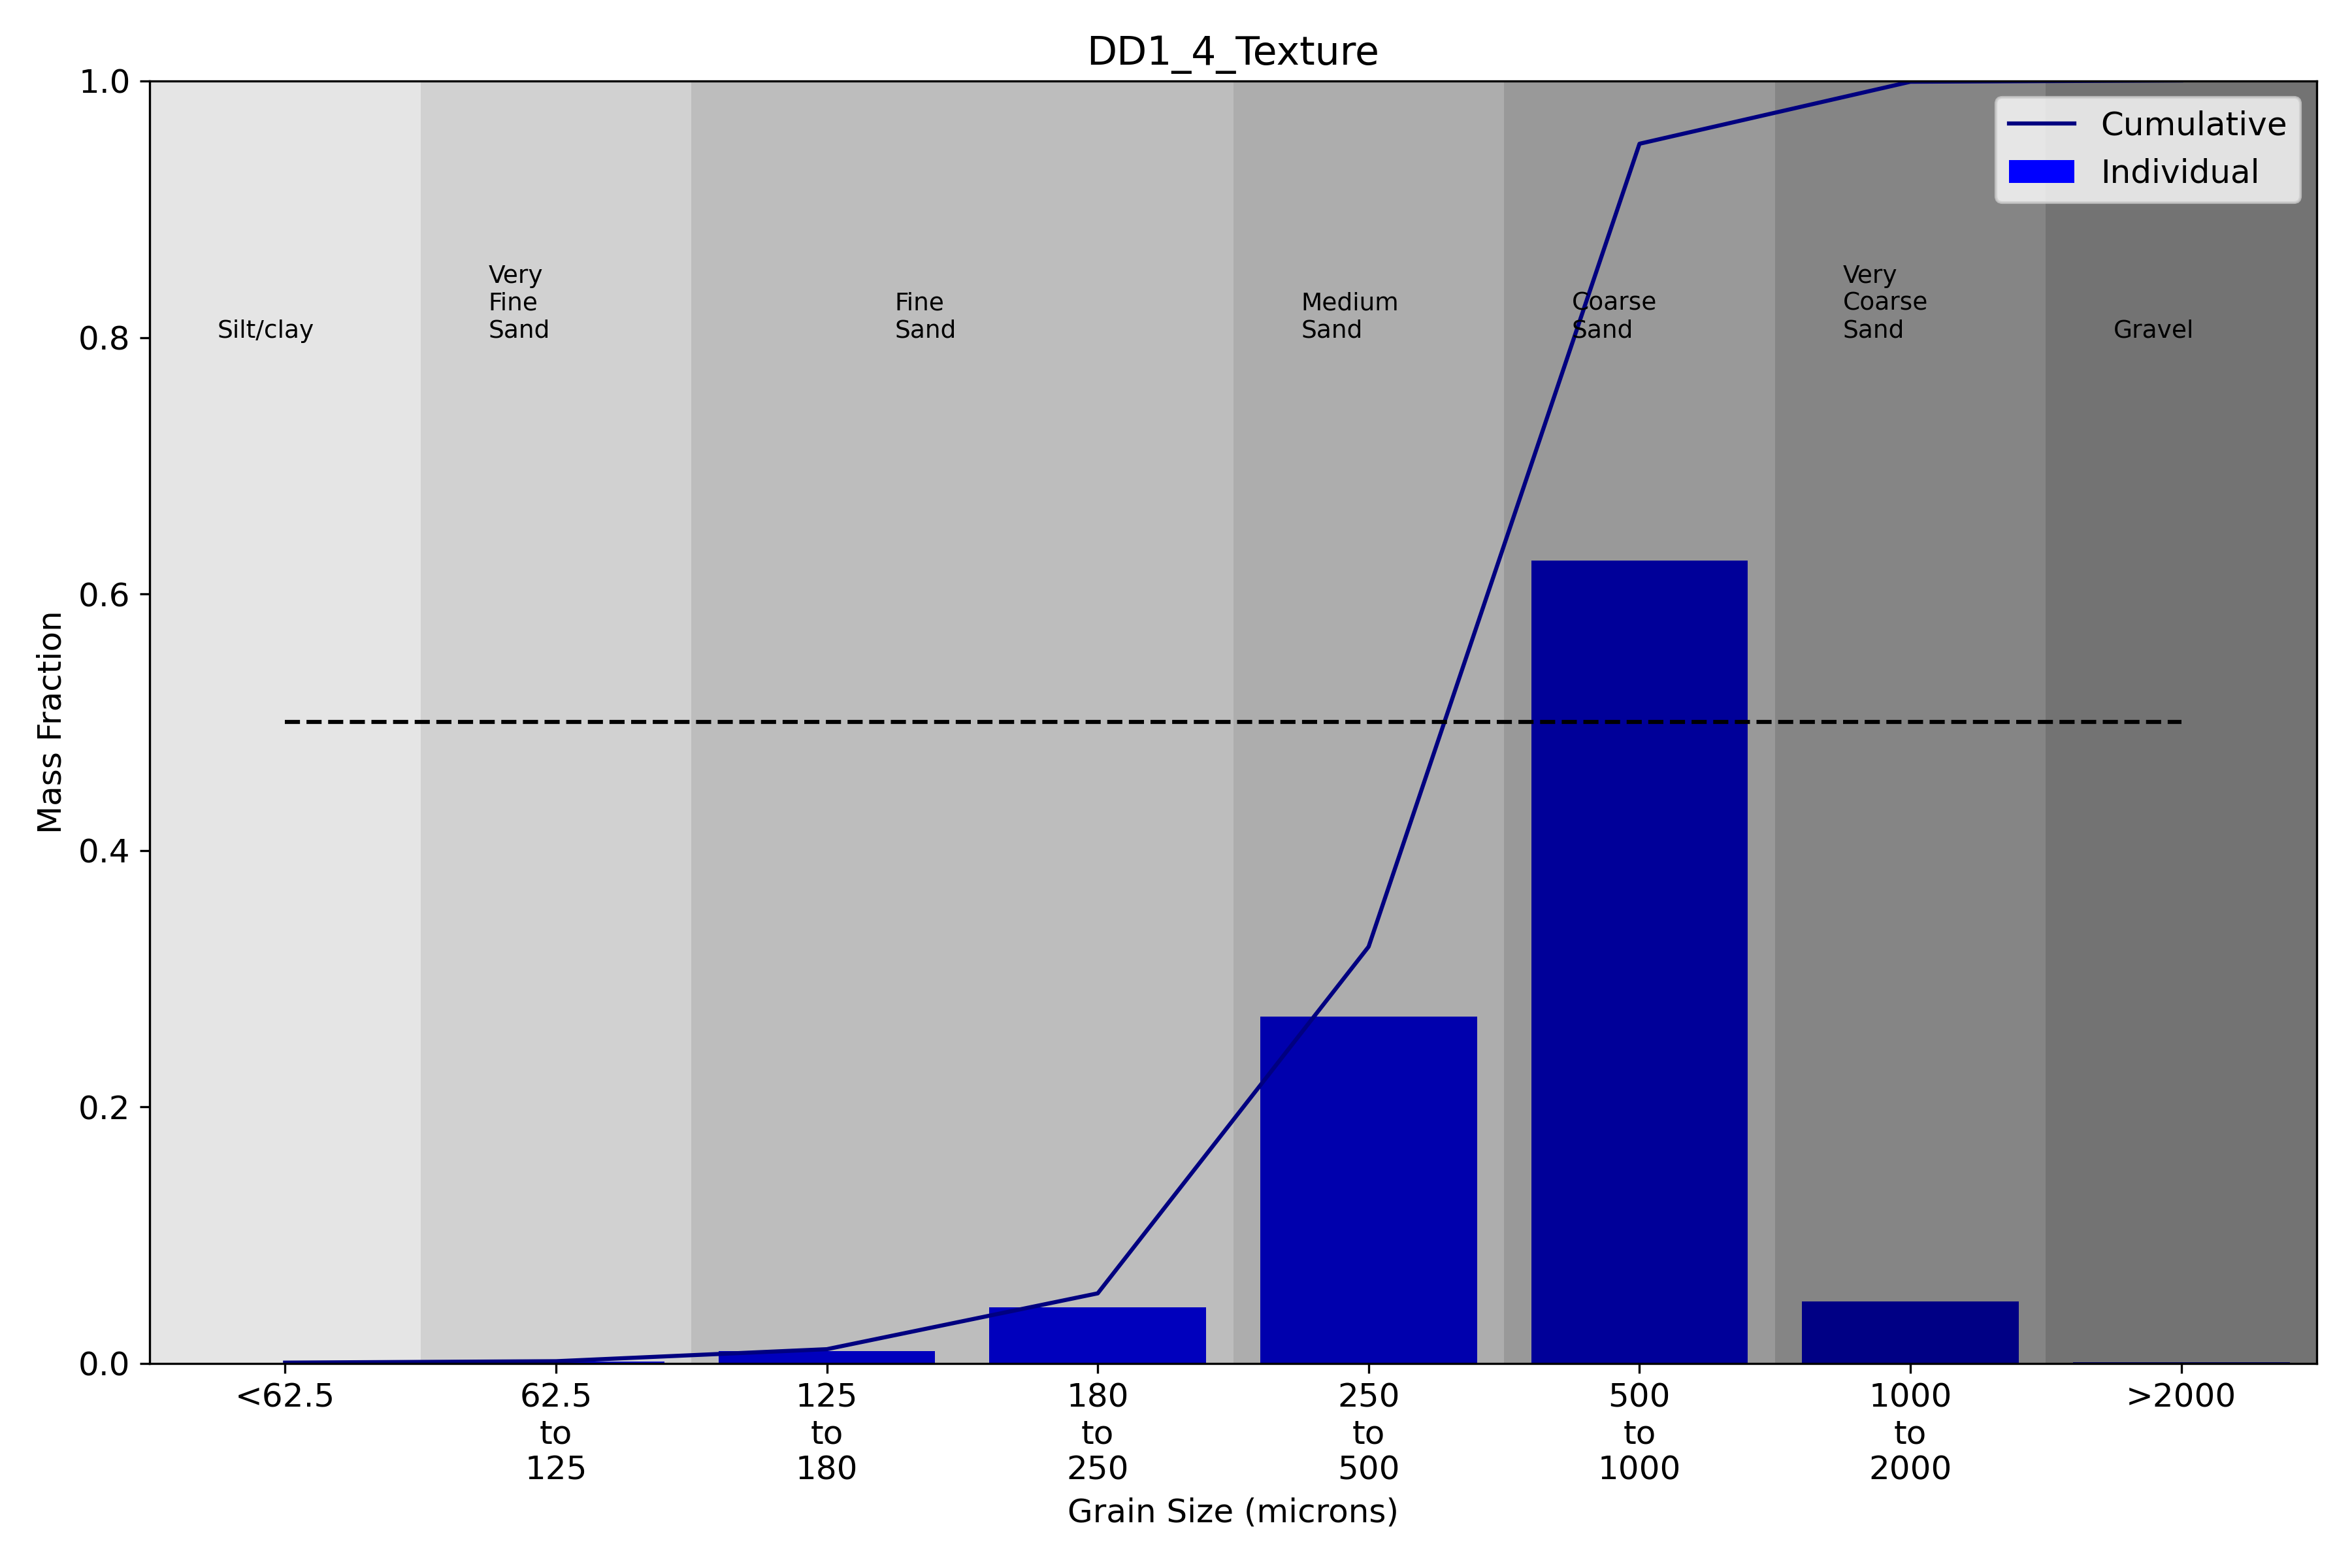 DD1_4_Texture
1.0
0.8
0.6
0.4
0.2
0.0
Mass Fraction
Cumulative
Individual
Silt/clay
Very
Fine
Sand
Fine
Sand
Medium
Sand
Coarse
Sand
Very
Coarse
Sand
Gravel
<62.5
62.5
to
125
125
to
180
180
to
250
250
to
500
500
to
1000
1000
to
2000
>2000
Grain Size (microns)